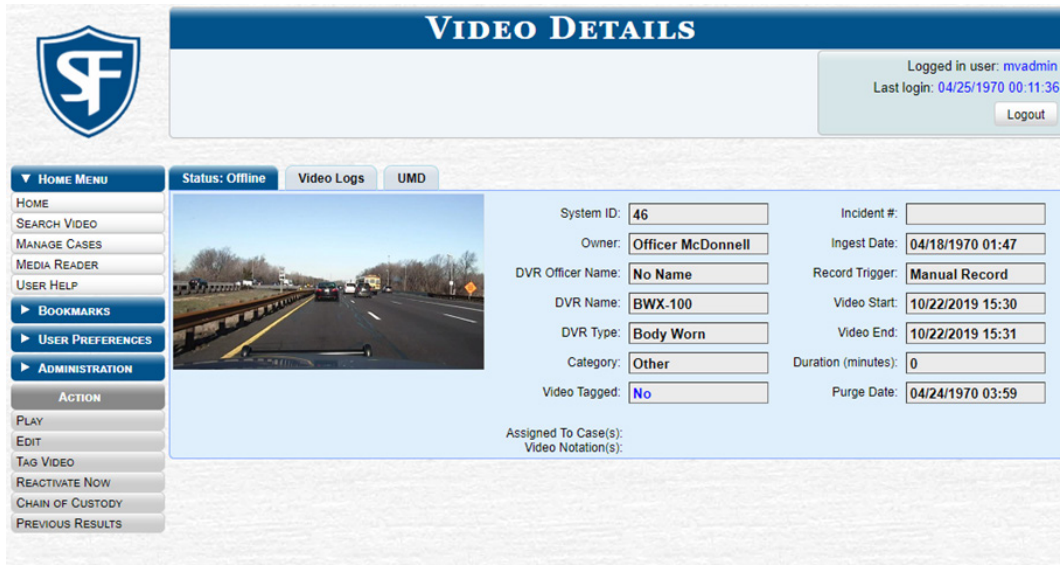 VIDEO DETAILS
SF
Logged in user: mvadmin
Last login: 04/25/1970 00:11:36
Logout
▼ HOME MENU
HOME
SEARCH VIDEO
MANAGE CASES
MEDIA READER
USER HELP
▶ BOOKMARKS
▶ USER PREFERENCES
▶ ADMINISTRATION
ACTION
PLAY
EDIT
TAG VIDEO
REACTIVATE NOW
CHAIN OF CUSTODY
PREVIOUS RESULTS
Status: Offline Video Logs UMD
System ID: 46 Incident #:
Owner: Officer McDonnell Ingest Date: 04/18/1970 01:47
DVR Officer Name: No Name Record Trigger: Manual Record
DVR Name: BWX-100 Video Start: 10/22/2019 15:30
DVR Type: Body Worn Video End: 10/22/2019 15:31
Category: Other Duration (minutes): 0
Video Tagged: No Purge Date: 04/24/1970 03:59
Assigned To Case(s):
Video Notation(s):